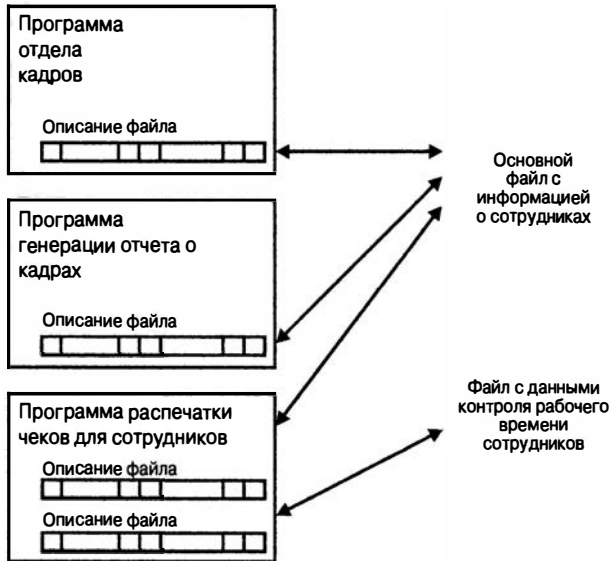 Программа
отдела
кадров
Описание файла
Программа
генерации отчета о
кадрах
Описание файла
Программа распечатки
чеков для сотрудников
Описание файла
Описание файла
Основной
файл с
информацией
о сотрудниках
Файл с данными
контроля рабочего
времени
сотрудников